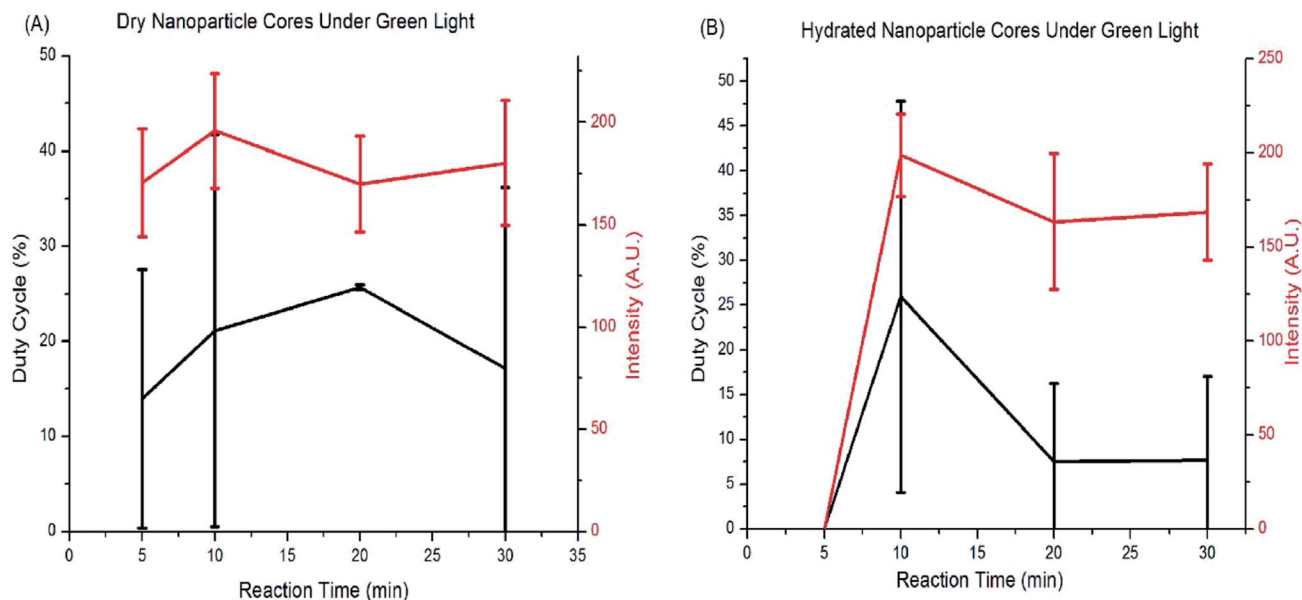 (A)
Dry Nanoparticle Cores Under Green Light
50
40
30
20
10
0
Duty Cycle (%)
200
150
100
50
0
Intensity (A.U.)
0 5 10 15 20 25 30 35
Reaction Time (min)
(B)
Hydrated Nanoparticle Cores Under Green Light
50
45
40
35
30
25
20
15
10
5
0
Duty Cycle (%)
250
200
150
100
50
0
Intensity (A.U.)
0 5 10 15 20 25 30
Reaction Time (min)